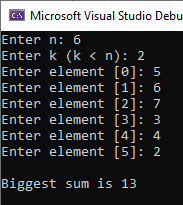 Microsoft Visual Studio Debu
Enter n: 6
Enter k (k < n): 2
Enter element [0]: 5
Enter element [1]: 6
Enter element [2]: 7
Enter element [3]: 3
Enter element [4]: 4
Enter element [5]: 2
Biggest sum is 13